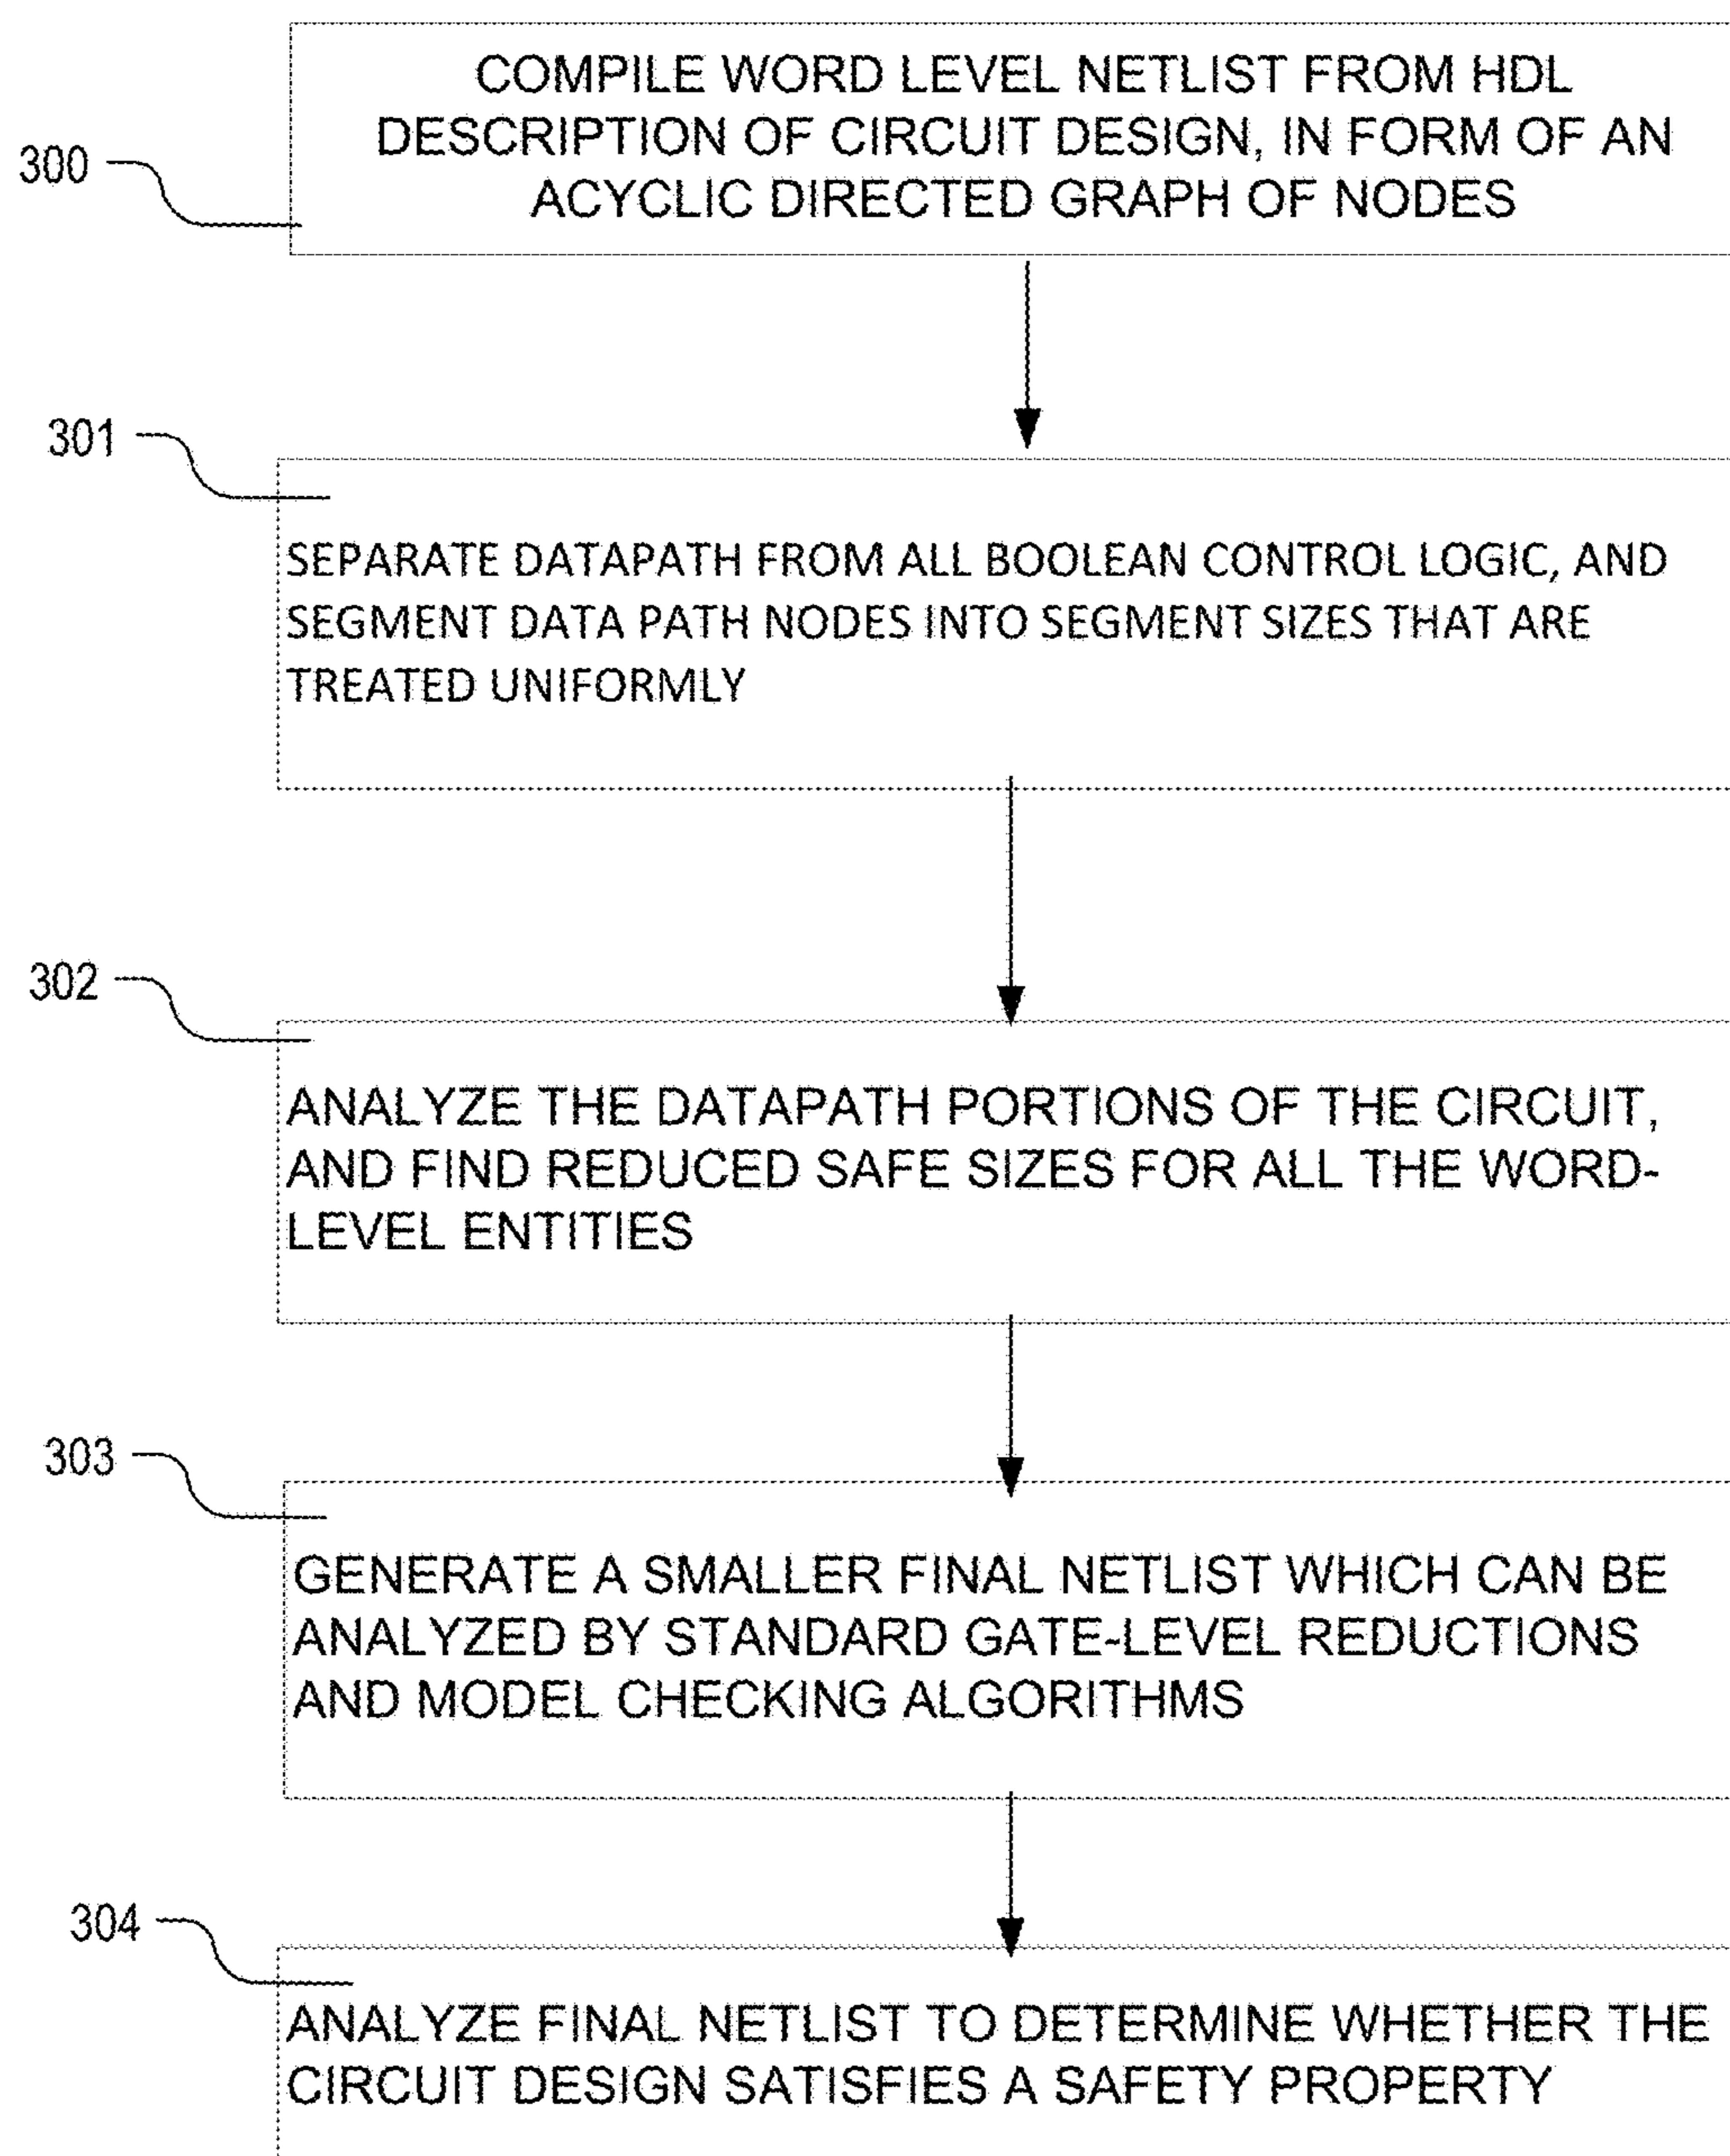 300
COMPILE WORD LEVEL NETLIST FROM HDL
DESCRIPTION OF CIRCUIT DESIGN, IN FORM OF AN
ACYCLIC DIRECTED GRAPH OF NODES
301
SEPARATE DATAPATH FROM ALL BOOLEAN CONTROL LOGIC, AND
SEGMENT DATA PATH NODES INTO SEGMENT SIZES THAT ARE
TREATED UNIFORMLY
302
ANALYZE THE DATAPATH PORTIONS OF THE CIRCUIT,
AND FIND REDUCED SAFE SIZES FOR ALL THE WORD-
LEVEL ENTITIES
303
GENERATE A SMALLER FINAL NETLIST WHICH CAN BE
ANALYZED BY STANDARD GATE-LEVEL REDUCTIONS
AND MODEL CHECKING ALGORITHMS
304
ANALYZE FINAL NETLIST TO DETERMINE WHETHER THE
CIRCUIT DESIGN SATISFIES A SAFETY PROPERTY